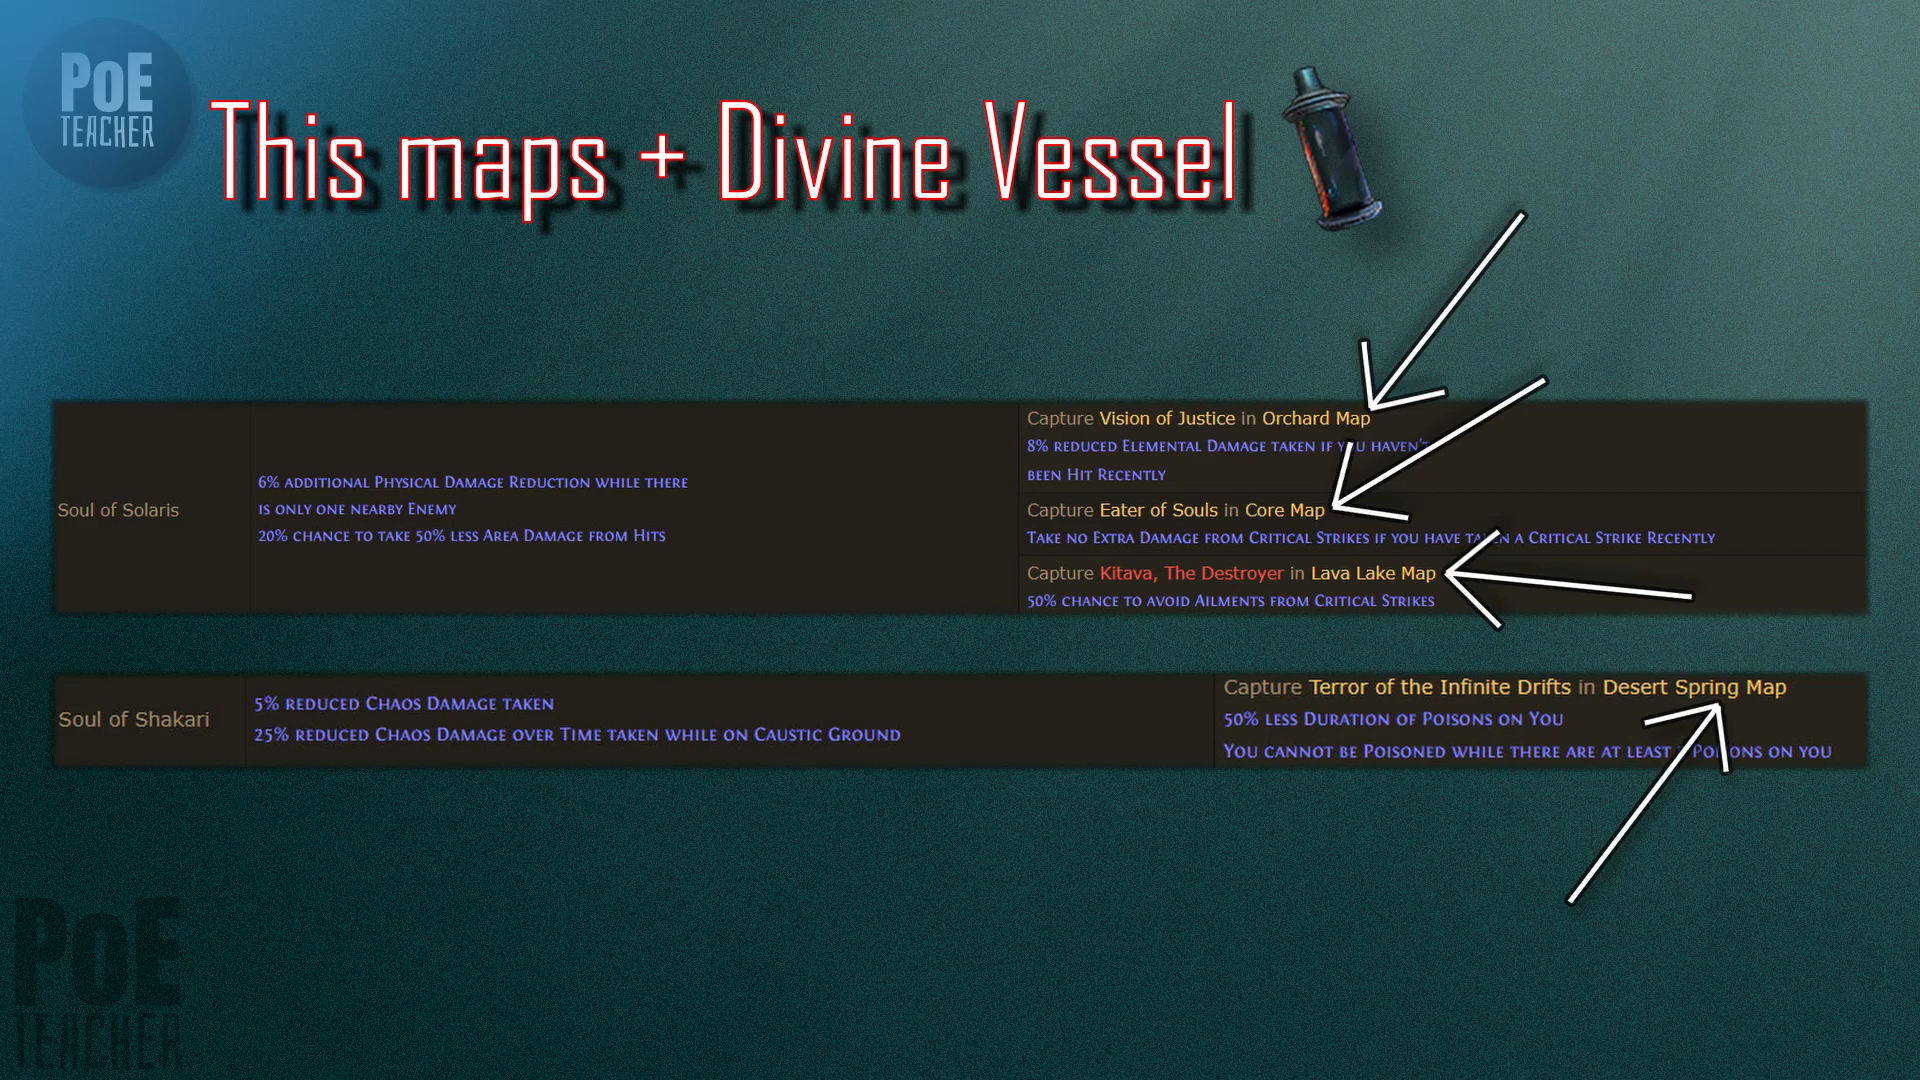 PoE
TEACHER
This maps + Divine Vessel
Soul of Solaris
6% additional Physical Damage Reduction while there
is only one nearby Enemy
20% chance to take 50% less Area Damage from Hits
Capture Vision of Justice in Orchard Map
8% reduced Elemental Damage taken if you haven't
been Hit Recently
Capture Eater of Souls in Core Map
Take no Extra Damage from Critical Strikes if you have taken a Critical Strike Recently
Capture Kitava, The Destroyer in Lava Lake Map
50% chance to avoid Ailments from Critical Strikes
Soul of Shakari
5% reduced Chaos Damage taken
25% reduced Chaos Damage over Time taken while on Caustic Ground
Capture Terror of the Infinite Drifts in Desert Spring Map
50% less Duration of Poisons on You
You cannot be Poisoned while there are at least Poisons on you
PoE
TEACHER